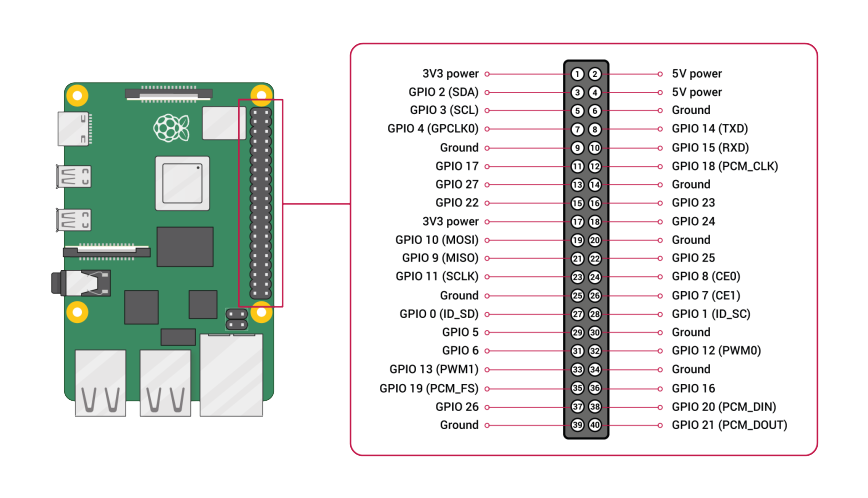 3V3 power 1 2 5V power
GPIO 2 (SDA) 3 4 5V power
GPIO 3 (SCL) 5 6 Ground
GPIO 4 (GPCLK0) 7 8 GPIO 14 (TXD)
Ground 9 10 GPIO 15 (RXD)
GPIO 17 11 12 GPIO 18 (PCM_CLK)
GPIO 27 13 14 Ground
GPIO 22 15 16 GPIO 23
3V3 power 17 18 GPIO 24
GPIO 10 (MOSI) 19 20 Ground
GPIO 9 (MISO) 21 22 GPIO 25
GPIO 11 (SCLK) 23 24 GPIO 8 (CE0)
Ground 25 26 GPIO 7 (CE1)
GPIO 0 (ID_SD) 27 28 GPIO 1 (ID_SC)
GPIO 5 29 30 Ground
GPIO 6 31 32 GPIO 12 (PWM0)
GPIO 13 (PWM1) 33 34 Ground
GPIO 19 (PCM_FS) 35 36 GPIO 16
GPIO 26 37 38 GPIO 20 (PCM_DIN)
Ground 39 40 GPIO 21 (PCM_DOUT)